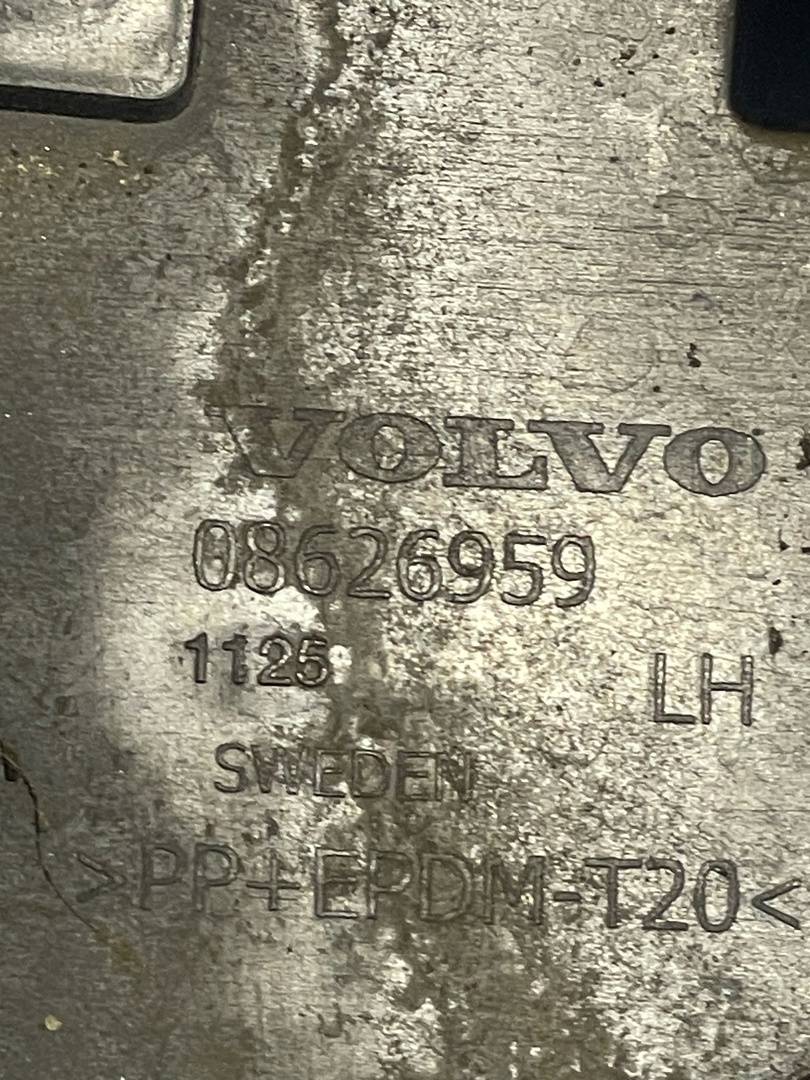 VOLVO
08626959
1125
LH
SWEDEN
>PP+EPDM-T20<